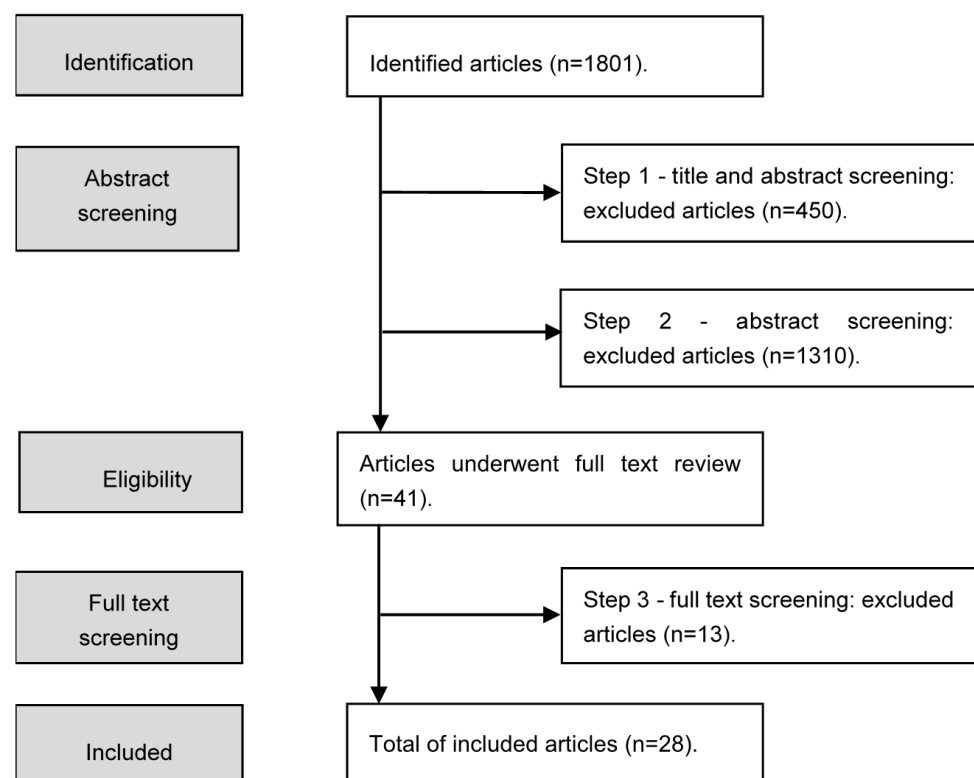 Identification
Identified articles (n=1801).
Abstract
screening
Step 1 - title and abstract screening:
excluded articles (n=450).
Step 2 - abstract screening:
excluded articles (n=1310).
Eligibility
Articles underwent full text review
(n=41).
Full text
screening
Step 3 - full text screening: excluded
articles (n=13).
Included
Total of included articles (n=28).